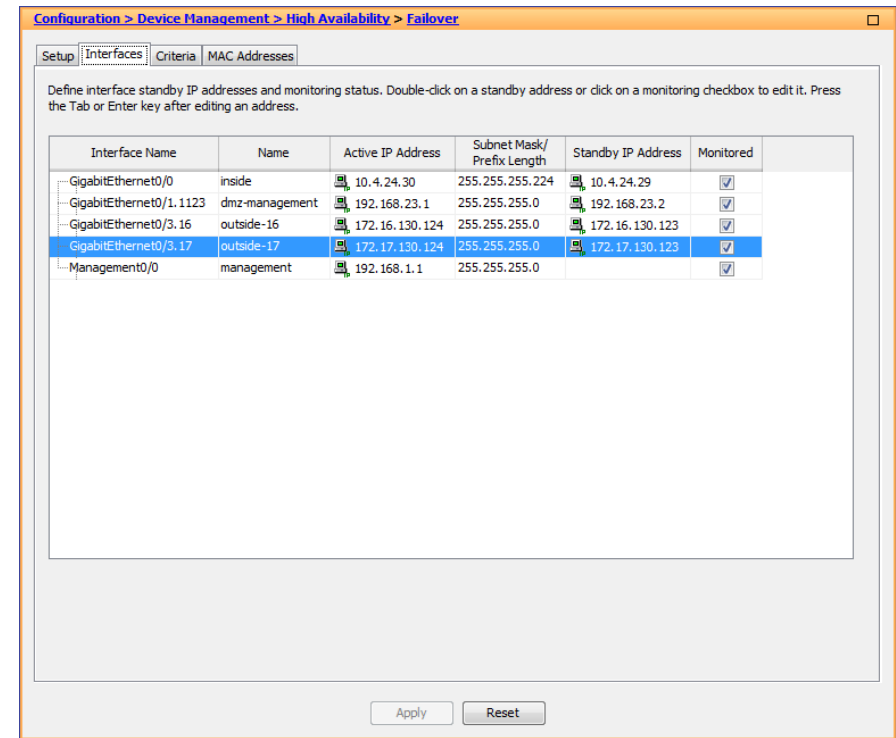 Configuration > Device Management > High Availability > Failover
Setup Interfaces Criteria MAC Addresses
Define interface standby IP addresses and monitoring status. Double-click on a standby address or click on a monitoring checkbox to edit it. Press
the Tab or Enter key after editing an address.
Interface Name Name Active IP Address Subnet Mask/ Prefix Length Standby IP Address Monitored
GigabitEthernet0/0 inside 10.4.24.30 255.255.255.224 10.4.24.29
GigabitEthernet0/1.1123 dmz-management 192.168.23.1 255.255.255.0 192.168.23.2
GigabitEthernet0/3.16 outside-16 172.16.130.124 255.255.255.0 172.16.130.123
GigabitEthernet0/3.17 outside-17 172.17.130.124 255.255.255.0 172.17.130.123
Management0/0 management 192.168.1.1 255.255.255.0
Apply Reset